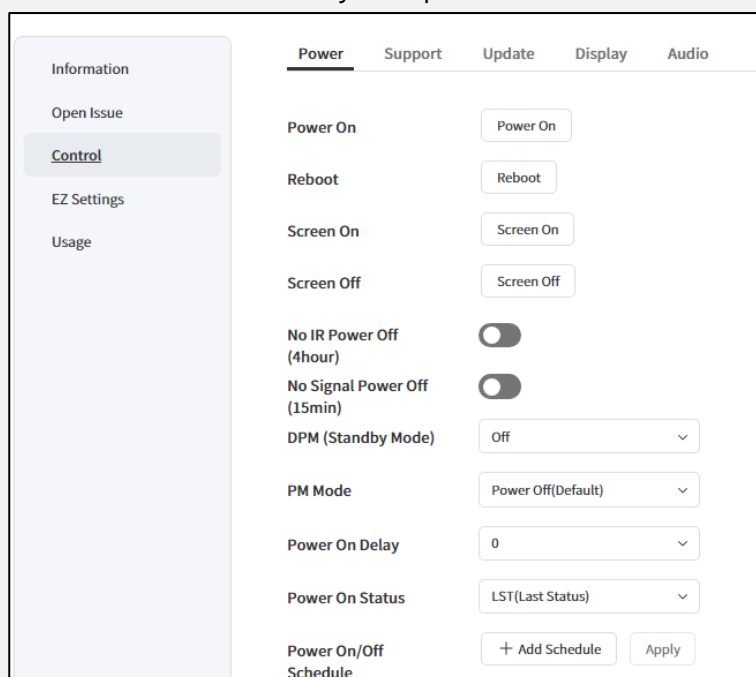 Information
Open Issue
Control
EZ Settings
Usage
Power Support Update Display Audio
Power On Power On
Reboot Reboot
Screen On Screen On
Screen Off Screen Off
No IR Power Off
(4hour)
No Signal Power Off
(15min)
DPM (Standby Mode) Off
PM Mode Power Off(Default)
Power On Delay 0
Power On Status LST(Last Status)
Power On/Off + Add Schedule Apply
Schedule